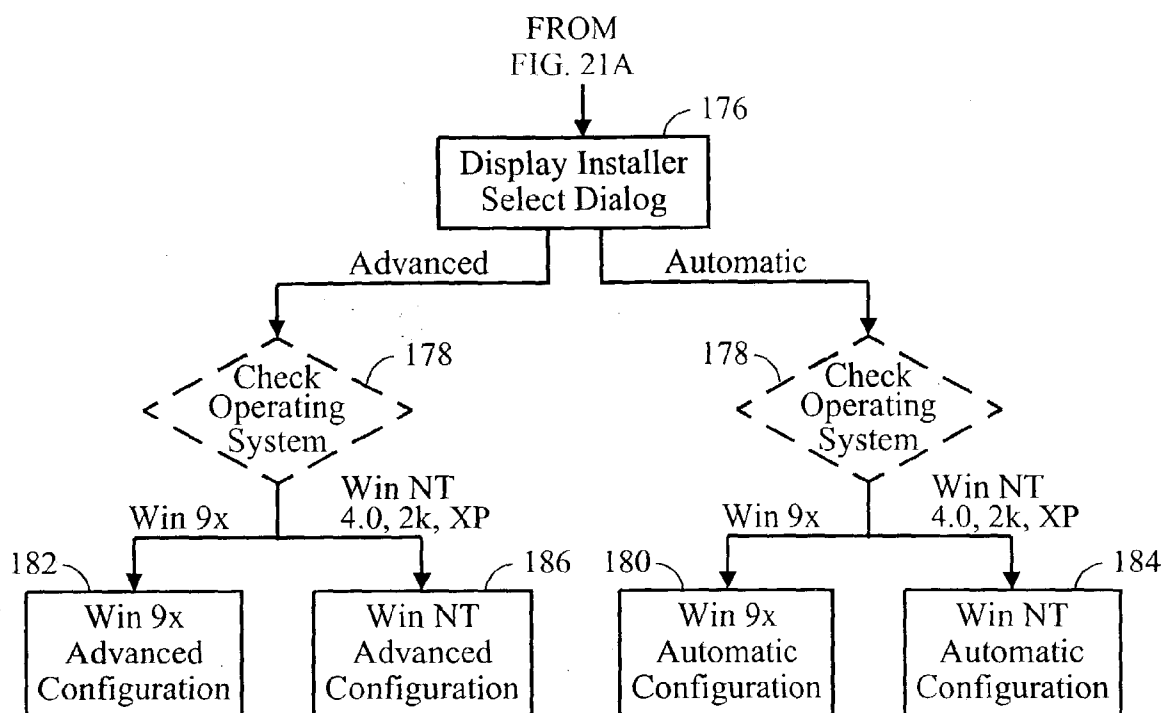 FROM
FIG. 21A
176
Display Installer
Select Dialog
Advanced
Automatic
178
Check
Operating
System
178
Check
Operating
System
Win 9x
Win NT
4.0, 2k, XP
Win 9x
Win NT
4.0, 2k, XP
182
Win 9x
Advanced
Configuration
186
Win NT
Advanced
Configuration
180
Win 9x
Automatic
Configuration
184
Win NT
Automatic
Configuration